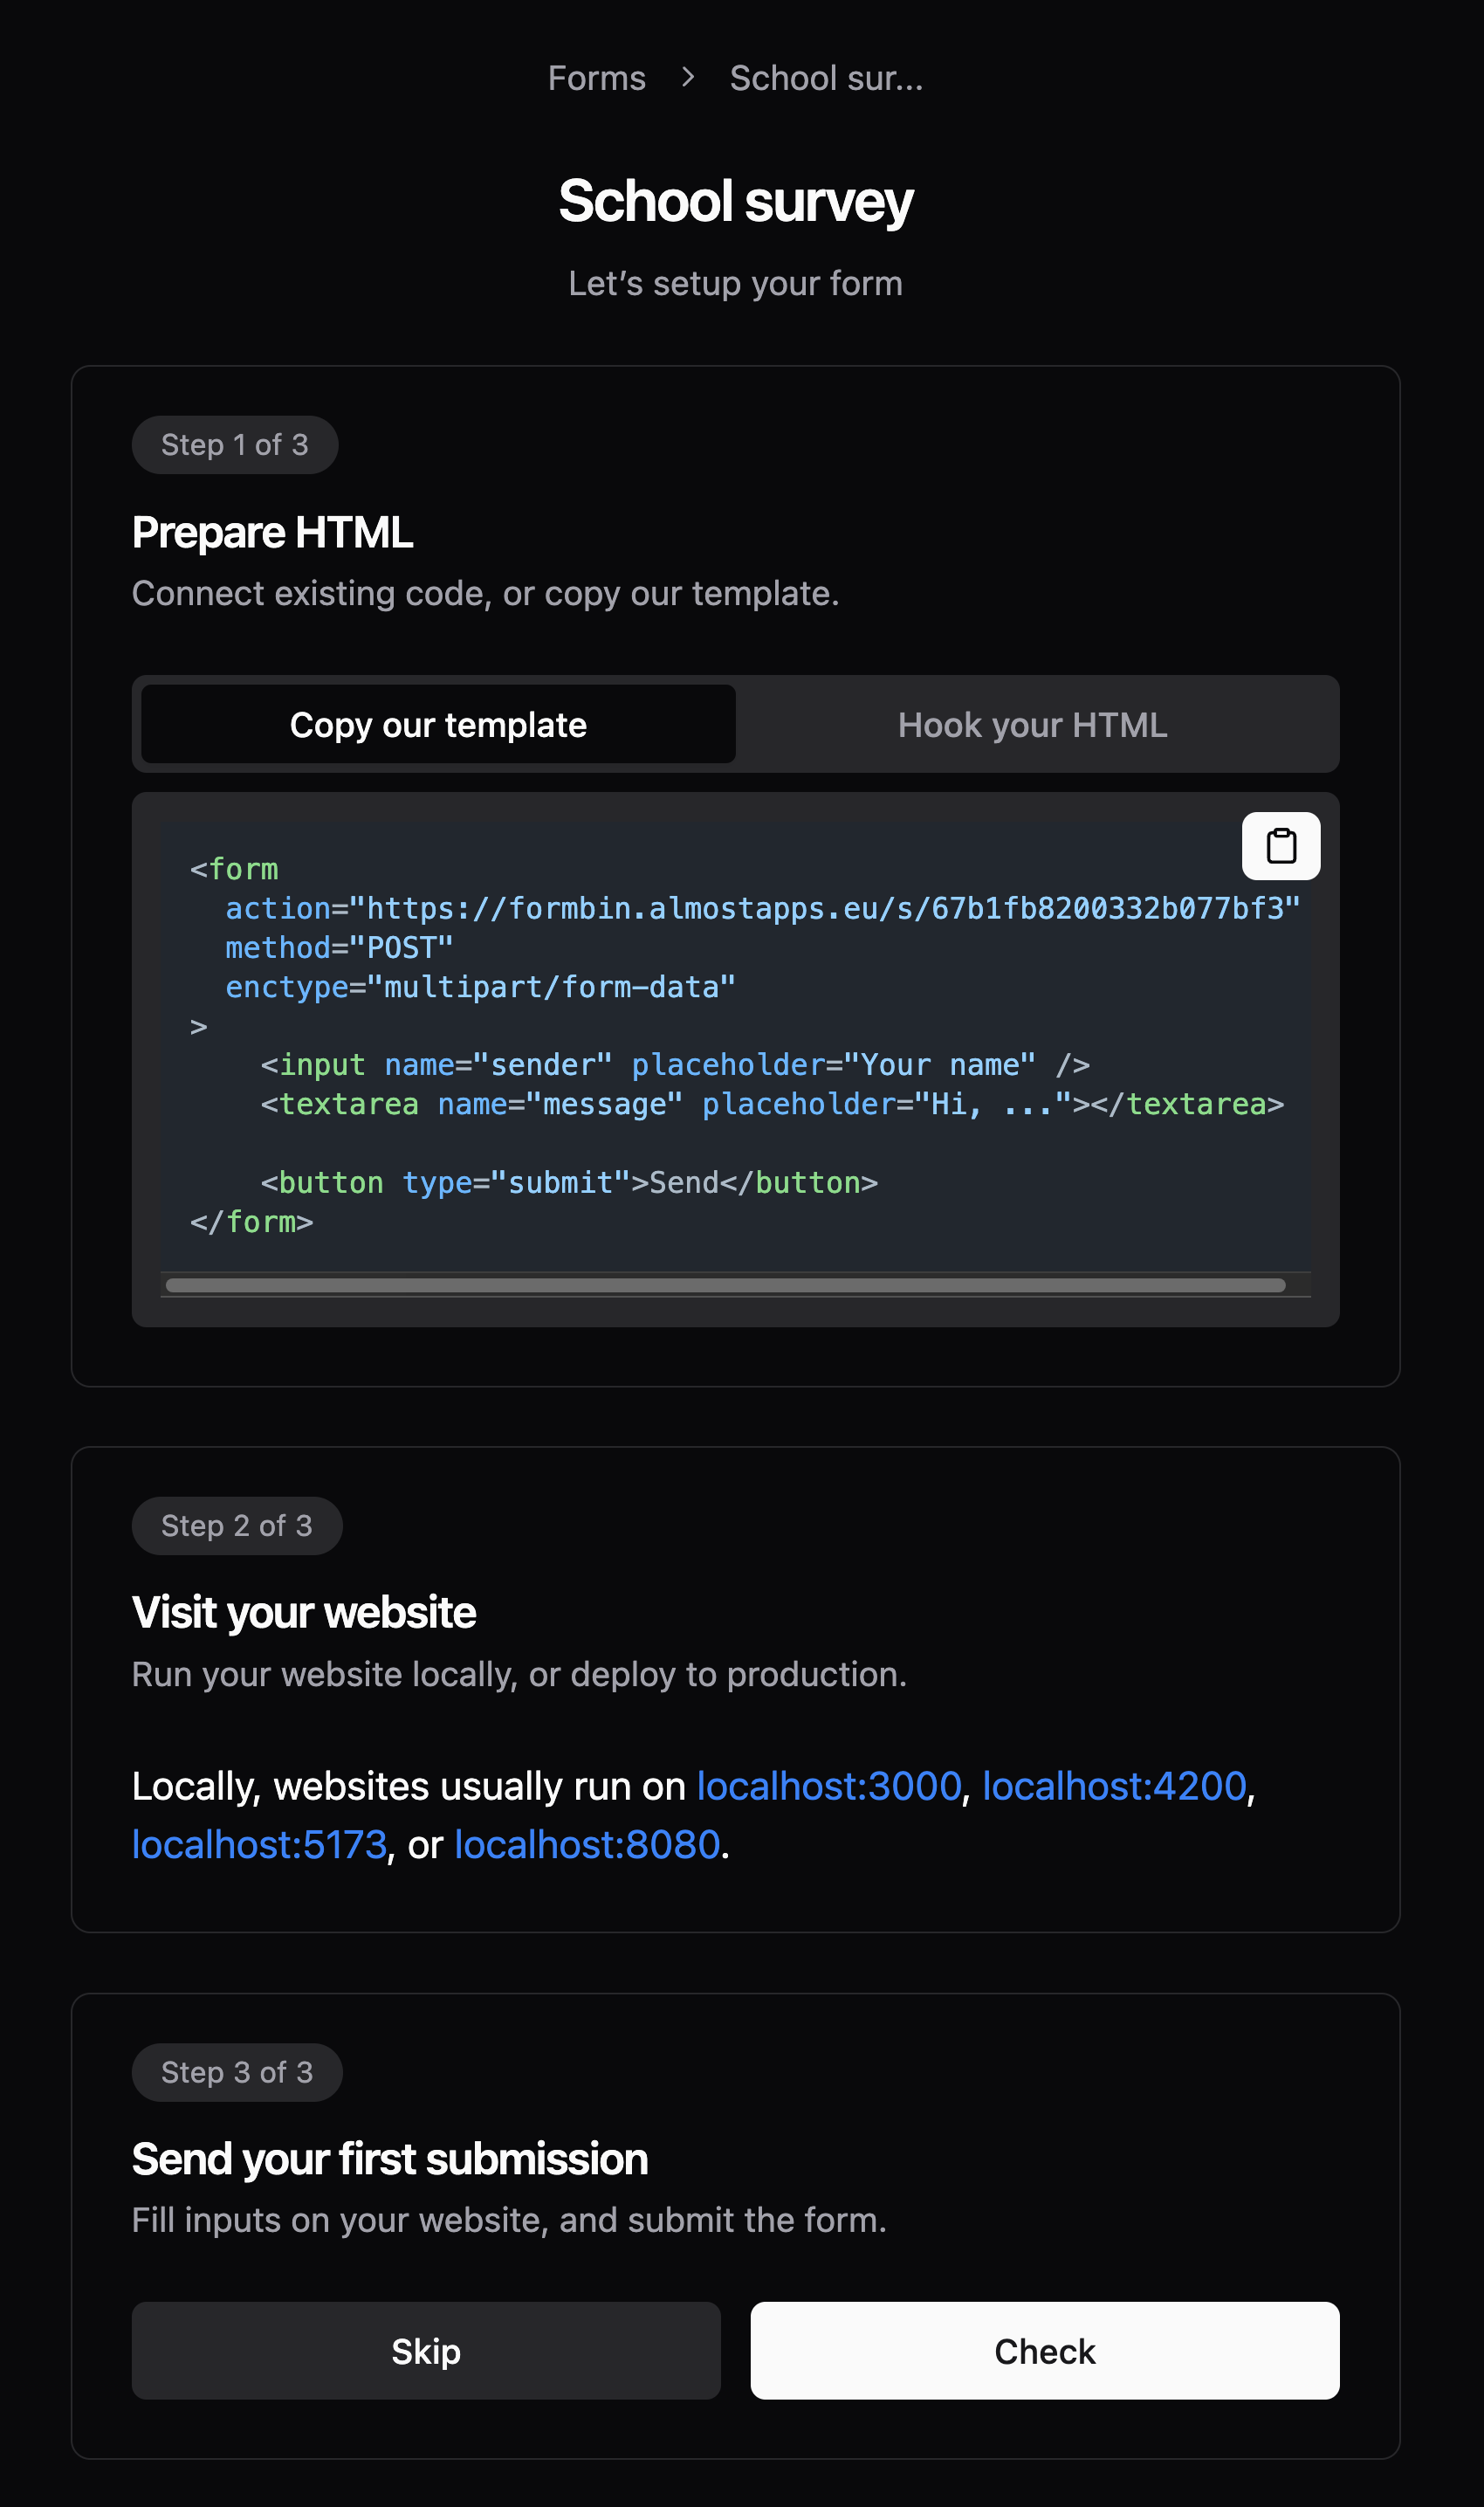 Forms > School sur...
School survey
Let’s setup your form
Step 1 of 3
Prepare HTML
Connect existing code, or copy our template.
Copy our template
Hook your HTML
<form
  action="https://formbin.almostapps.eu/s/67b1fb8200332b077bf3"
  method="POST"
  enctype="multipart/form-data"
>
    <input name="sender" placeholder="Your name" />
    <textarea name="message" placeholder="Hi, ..."></textarea>

    <button type="submit">Send</button>
</form>
Step 2 of 3
Visit your website
Run your website locally, or deploy to production.
Locally, websites usually run on localhost:3000, localhost:4200,
localhost:5173, or localhost:8080.
Step 3 of 3
Send your first submission
Fill inputs on your website, and submit the form.
Skip
Check